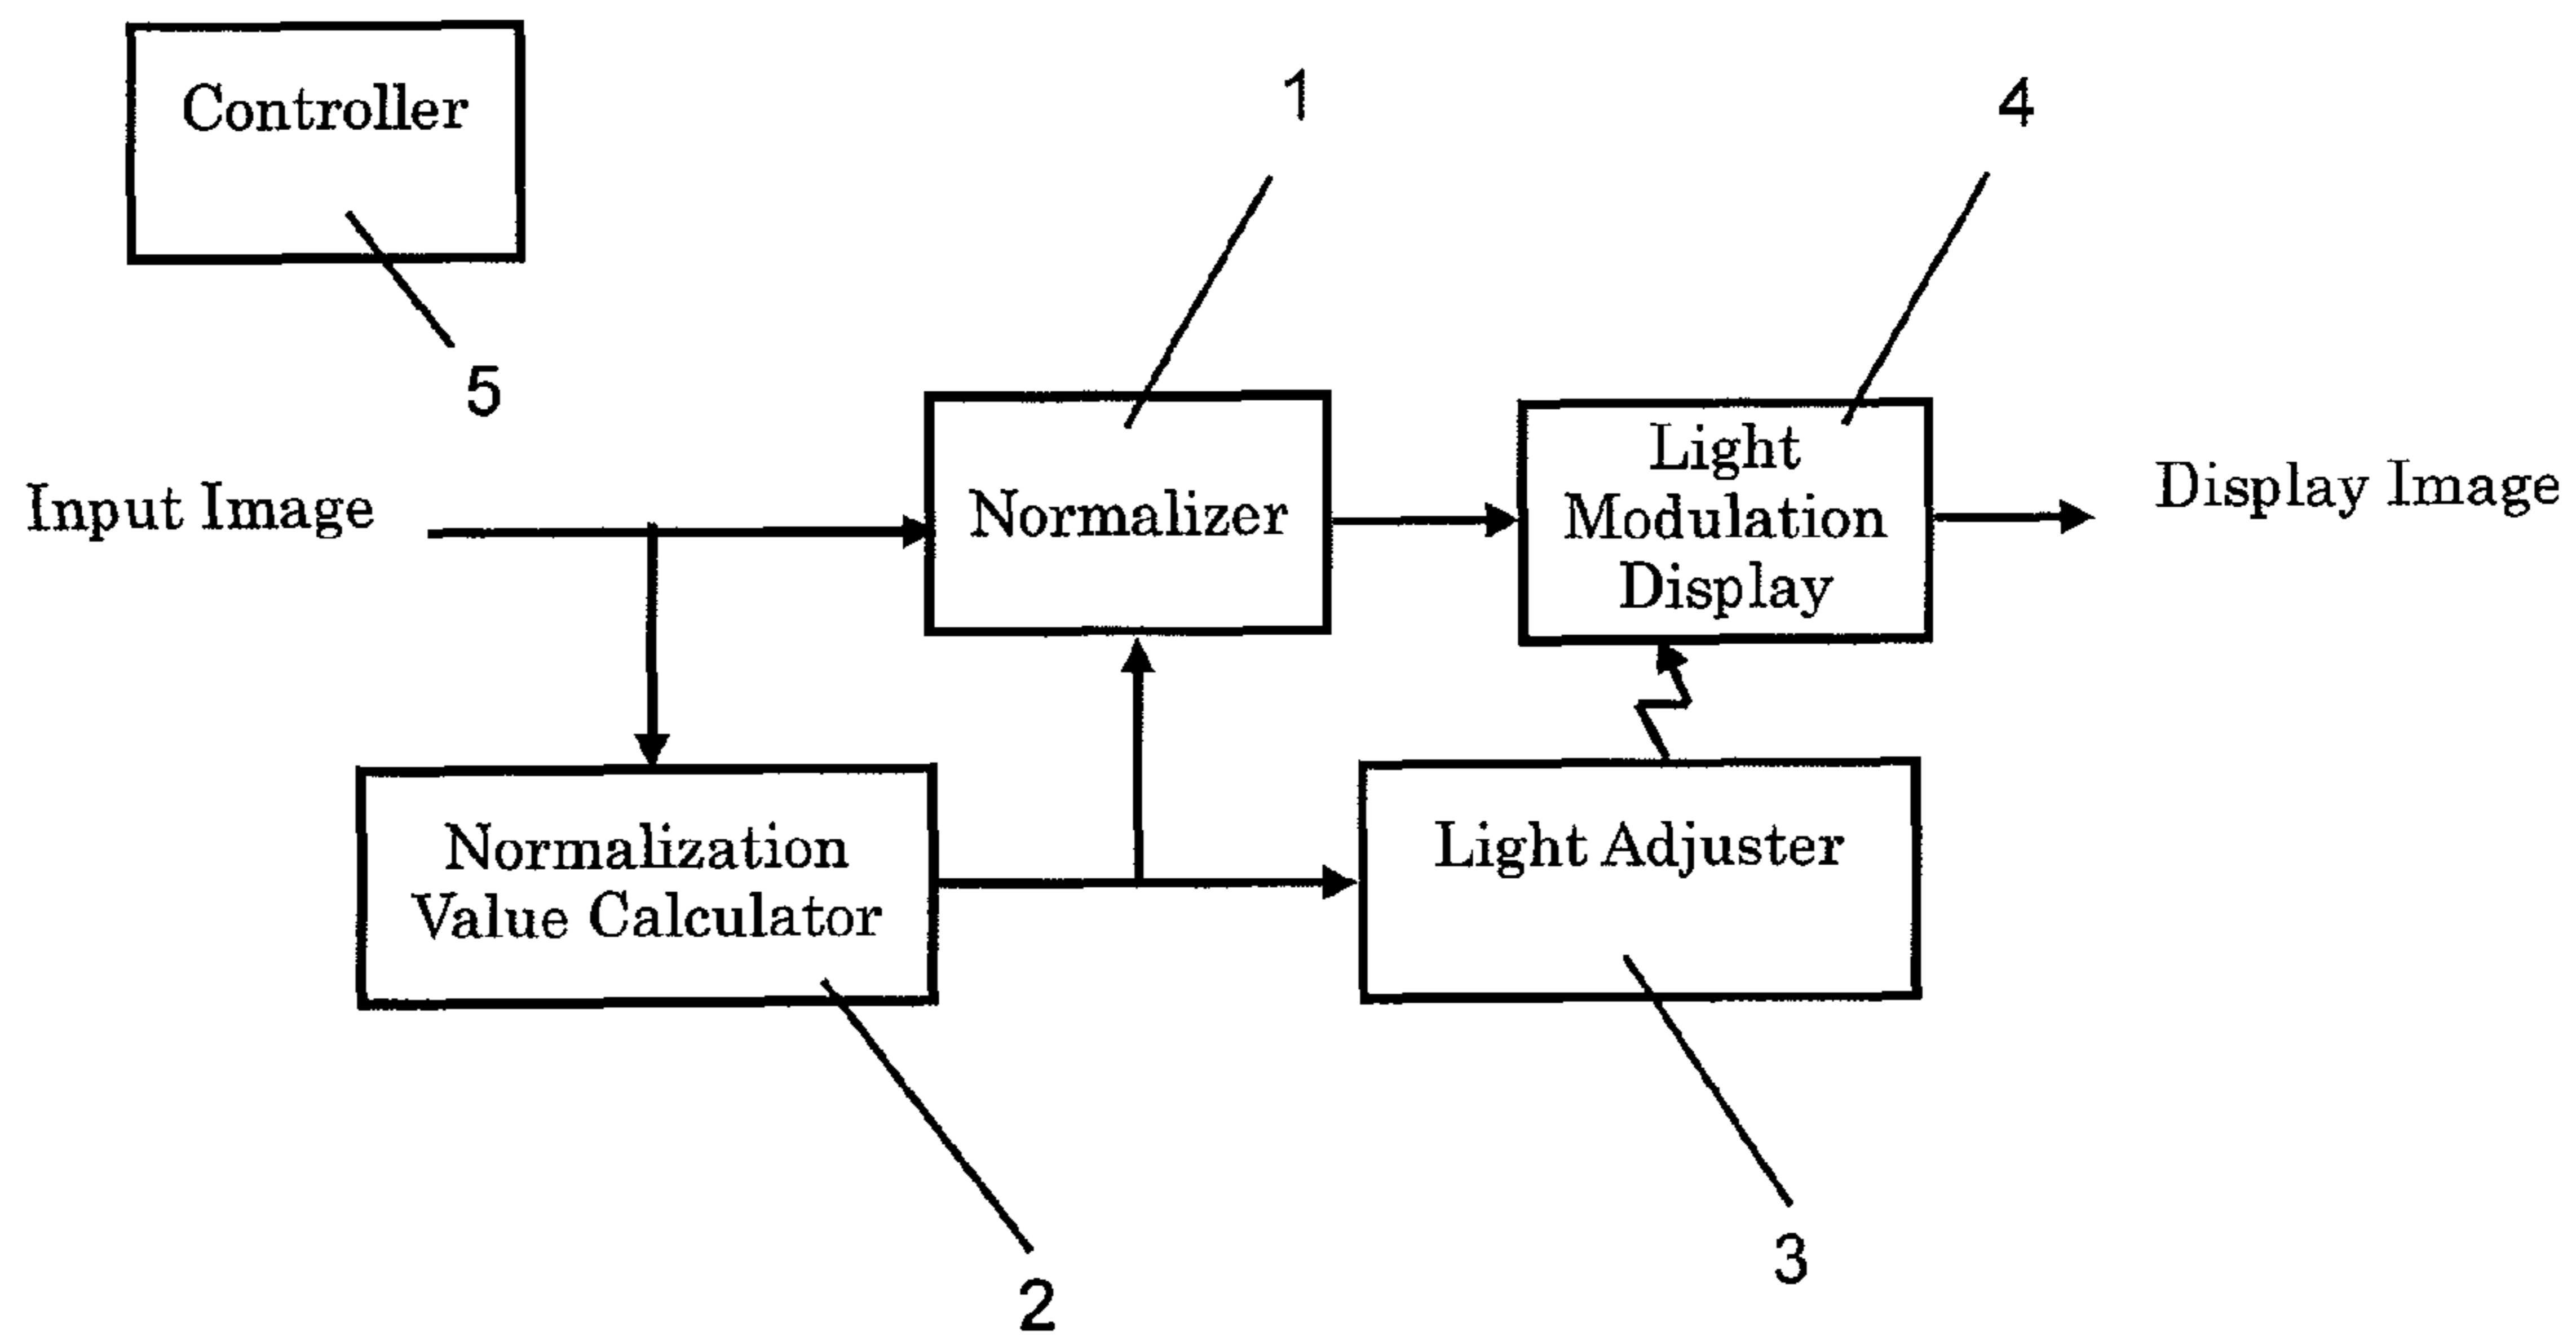 Controller
1
4
5
Input Image
Normalizer
Light
Modulation
Display
Display Image
Normalization
Value Calculator
Light Adjuster
2
3